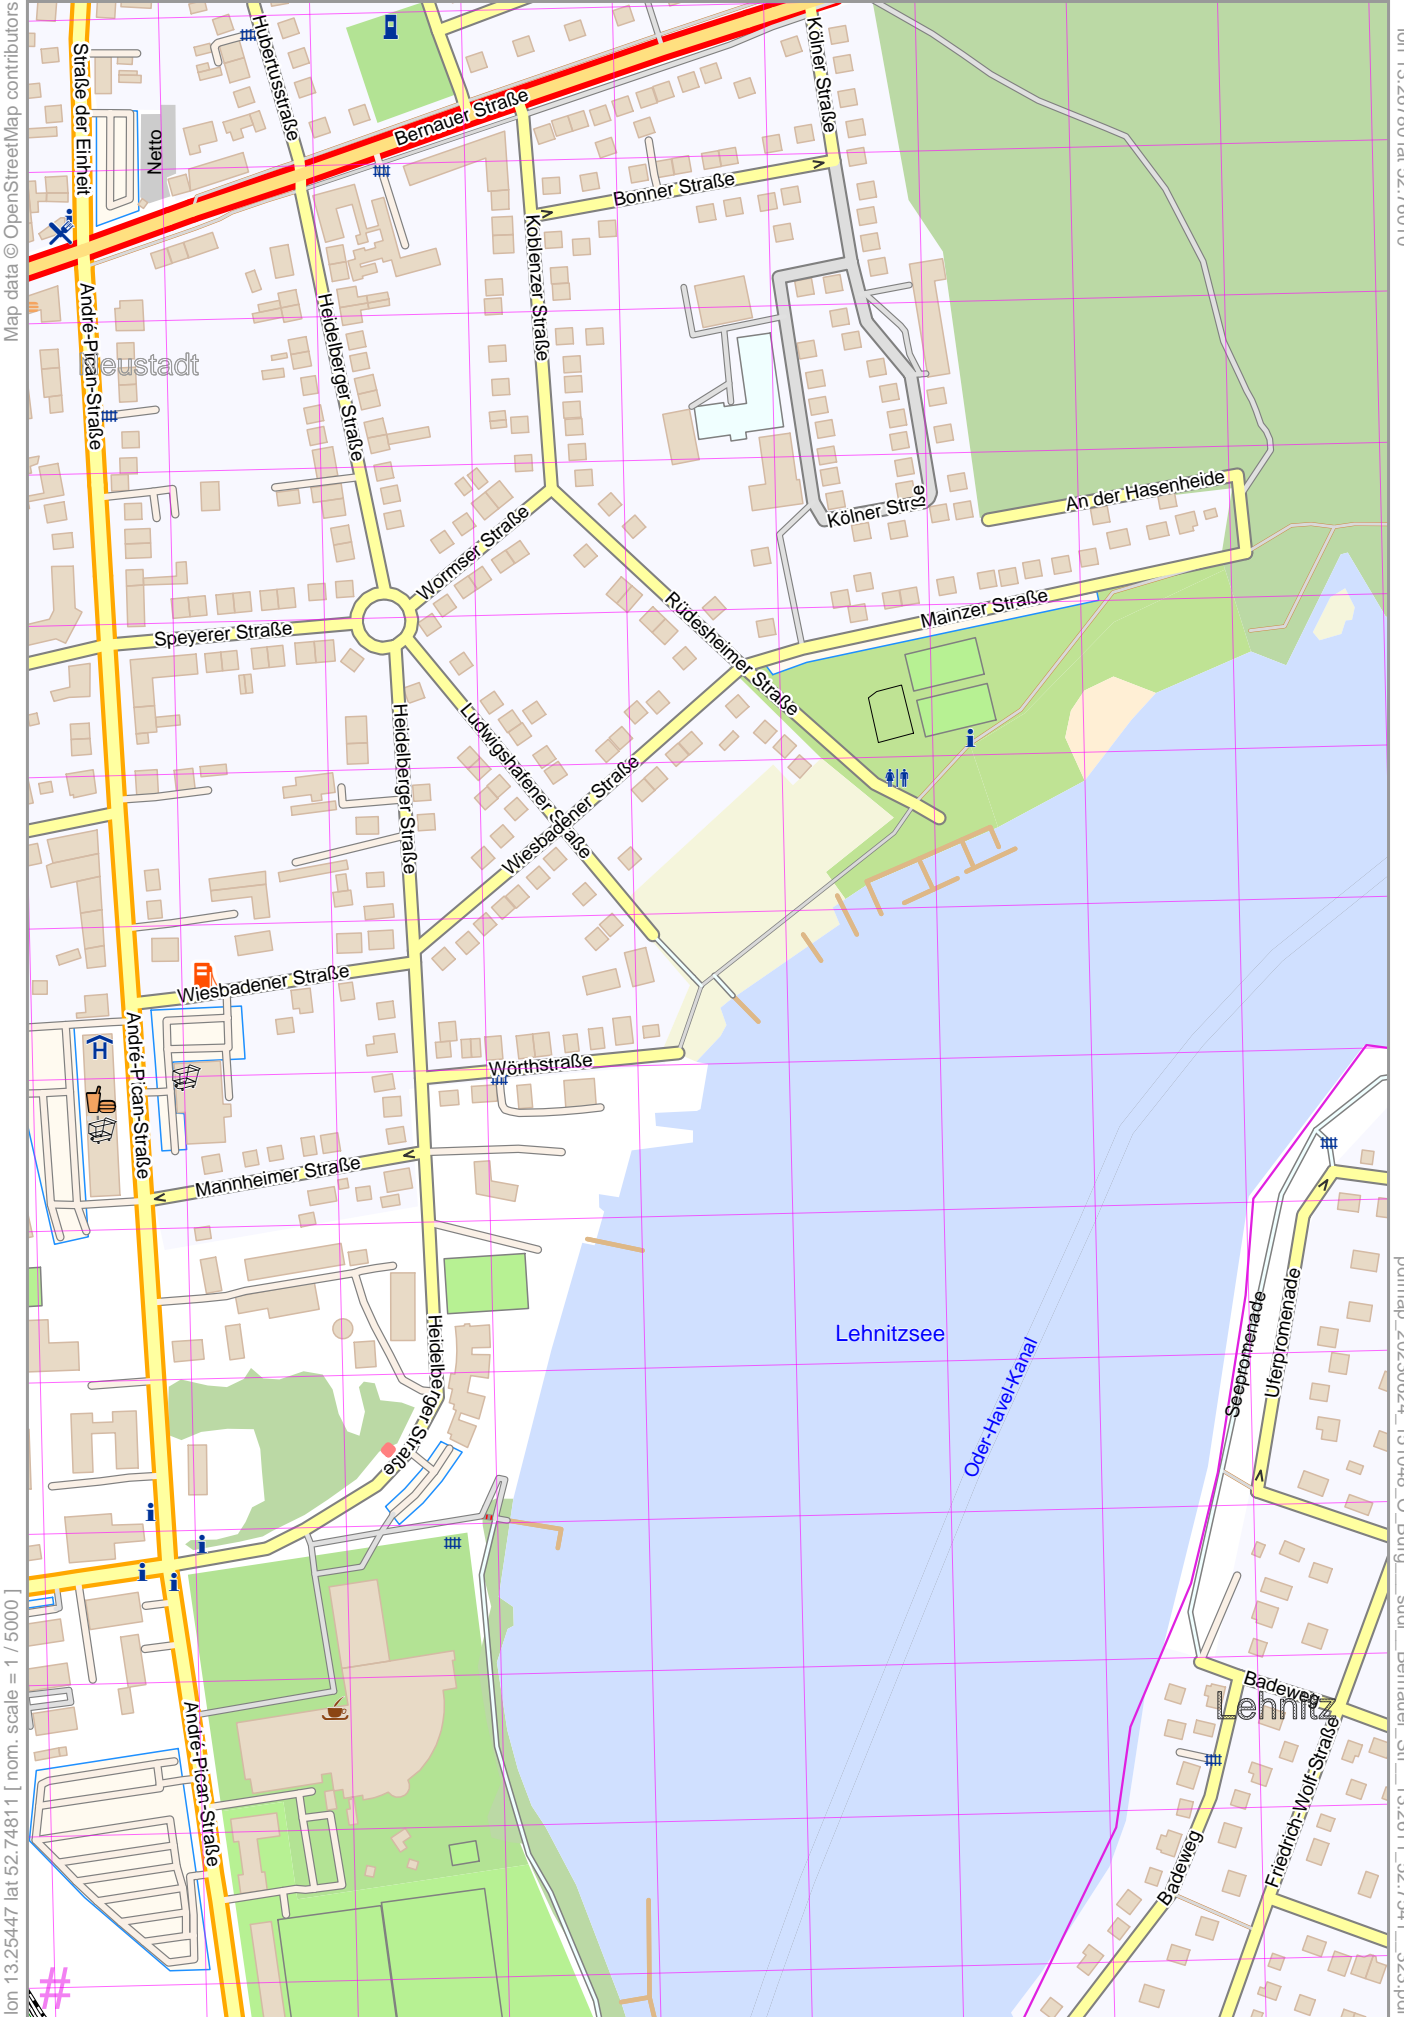 Map data © OpenStreetMap contributors
Straße der Einheit
Hubertusstraße
Kölner Straße
Bernauer Straße
Netto
Bonner Straße
Koblenzer Straße
André-Pican-Straße
Neustadt
Heidelberger Straße
An der Hasenheide
Kölner Straße
Wormser Straße
Rüdesheimer Straße
Mainzer Straße
Speyerer Straße
Heidelberger Straße
Ludwigshafener Straße
Wiesbadener Straße
Wiesbadener Straße
André-Pican-Straße
H
Wörthstraße
Mannheimer Straße
Lehnitzsee
Oder-Havel-Kanal
Seepromenade
Uferpromenade
Heidelberger Straße
Badeweg
Lehnitz
Friedrich-Wolf-Straße
André-Pican-Straße
Badeweg
#
lon 13.25447 lat 52.74811 [ nom. scale = 1 / 5000 ]